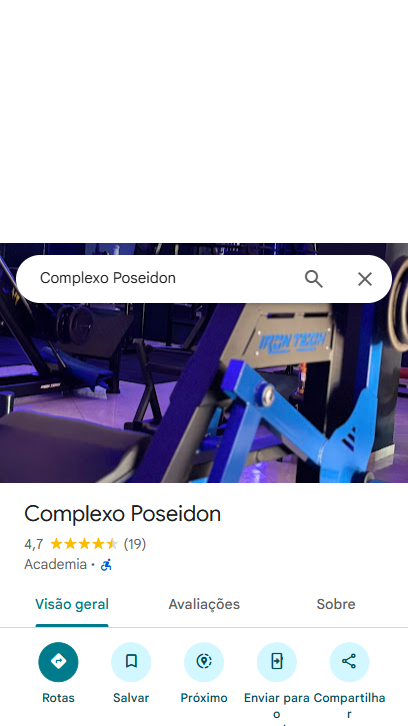 Complexo Poseidon
IRON TECH
Complexo Poseidon
4,7 (19)
Academia ·
Visão geral Avaliações Sobre
Rotas Salvar Próximo Enviar para o Compartilhar